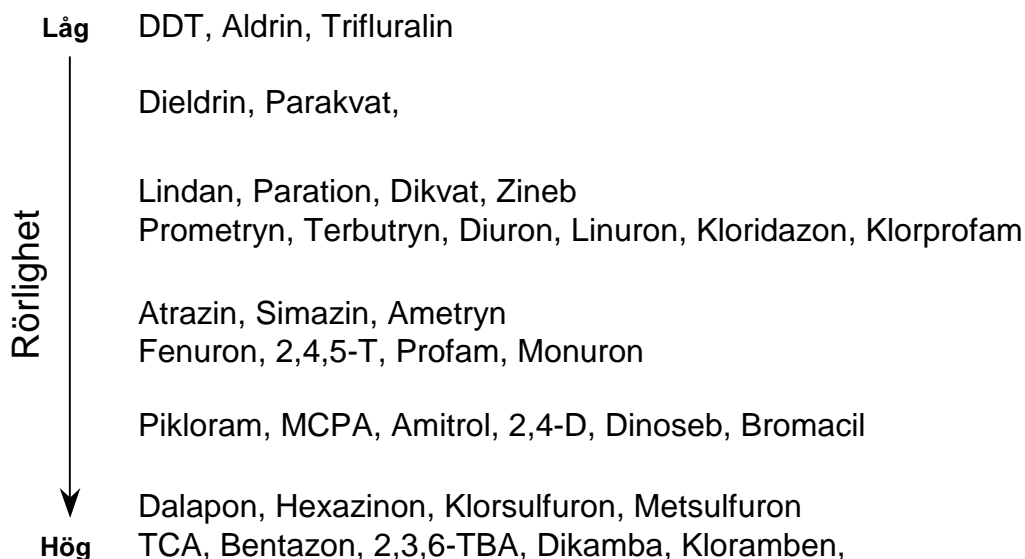 Låg DDT, Aldrin, Trifluralin
Dieldrin, Parakvat,
Lindan, Paration, Dikvat, Zineb
Prometryn, Terbutryn, Diuron, Linuron, Kloridazon, Klorprofam
Rörlighet
Atrazin, Simazin, Ametryn
Fenuron, 2,4,5-T, Profam, Monuron
Pikloram, MCPA, Amitrol, 2,4-D, Dinoseb, Bromacil
Dalapon, Hexazinon, Klorsulfuron, Metsulfuron
Hög TCA, Bentazon, 2,3,6-TBA, Dikamba, Kloramben,